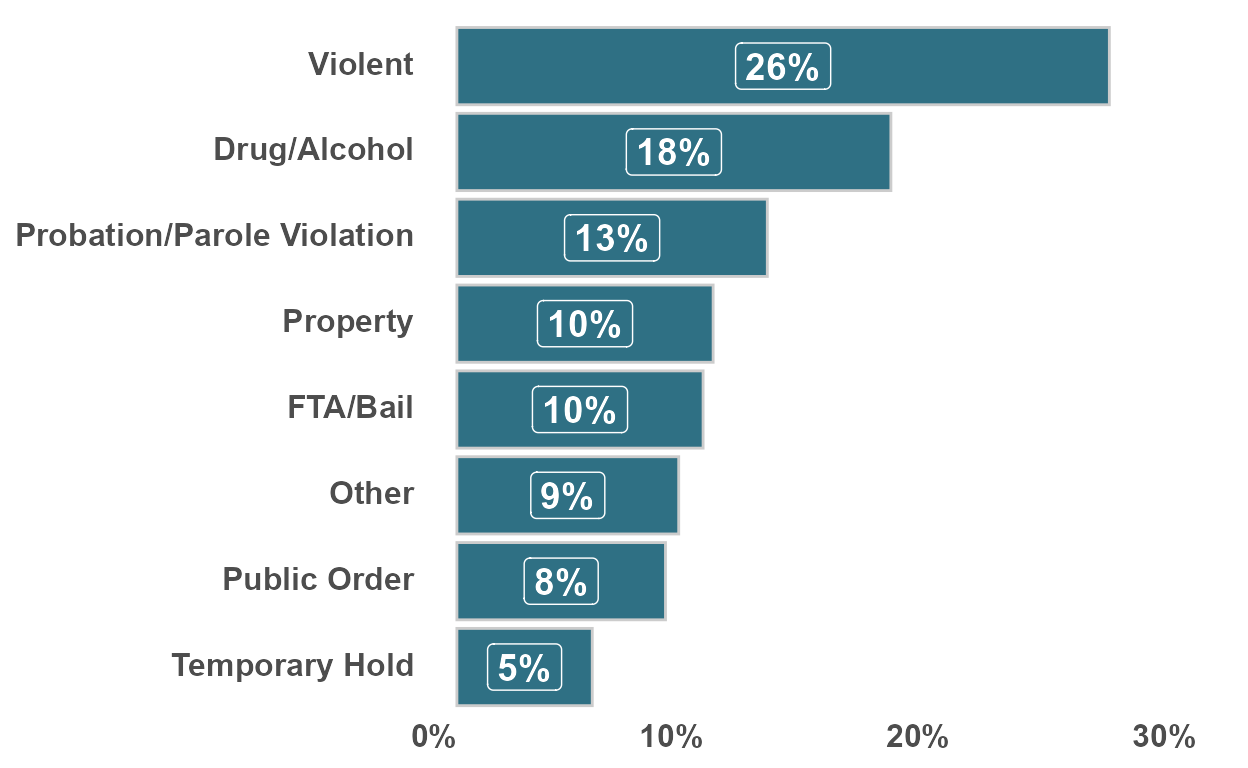 Violent 26%
Drug/Alcohol 18%
Probation/Parole Violation 13%
Property 10%
FTA/Bail 10%
Other 9%
Public Order 8%
Temporary Hold 5%
0% 10% 20% 30%